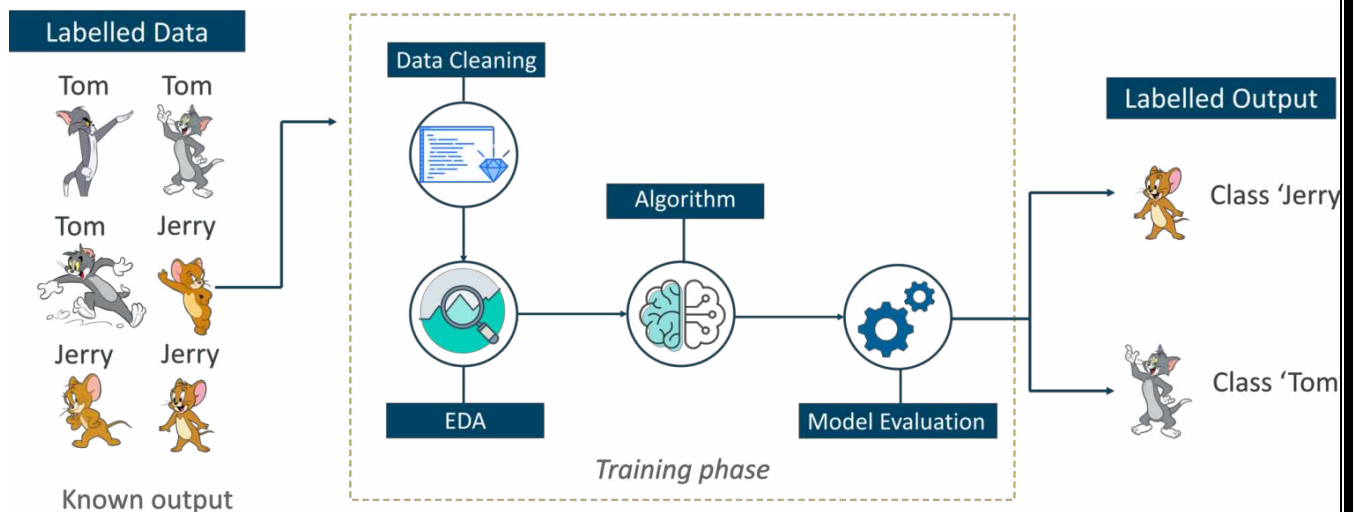 Labelled Data
Tom Tom
Tom Jerry
Jerry Jerry
Known output
Data Cleaning
EDA
Algorithm
Model Evaluation
Training phase
Labelled Output
Class ‘Jerry
Class ‘Tom